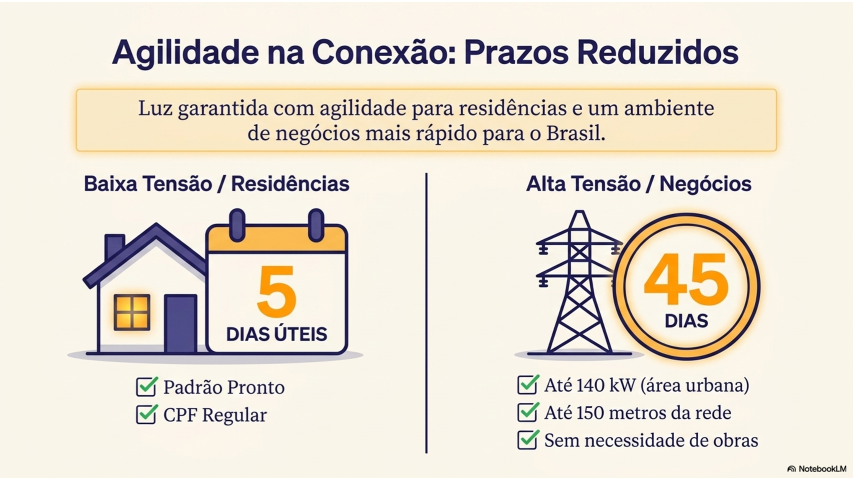 Agilidade na Conexão: Prazos Reduzidos
Luz garantida com agilidade para residências e um ambiente
de negócios mais rápido para o Brasil.
Baixa Tensão / Residências
5
DIAS ÚTEIS
Padrão Pronto
CPF Regular
Alta Tensão / Negócios
45
DIAS
Até 140 kW (área urbana)
Até 150 metros da rede
Sem necessidade de obras
NotebookLM